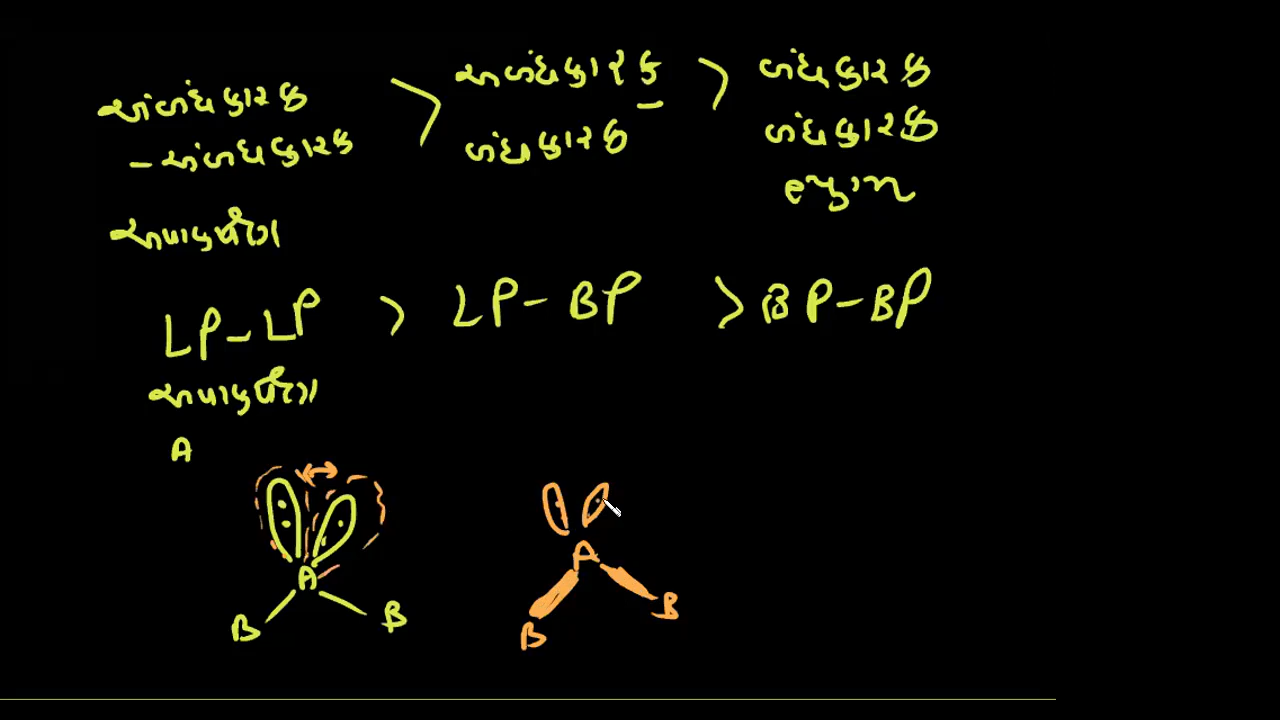 અબંધકારક > અબંધકારક > બંધકારક
- અબંધકારક બંધકારક બંધકારક
અપાકર્ષણ
LP-LP > LP-BP > BP-BP
અપાકર્ષણ
A
A A
B B B B